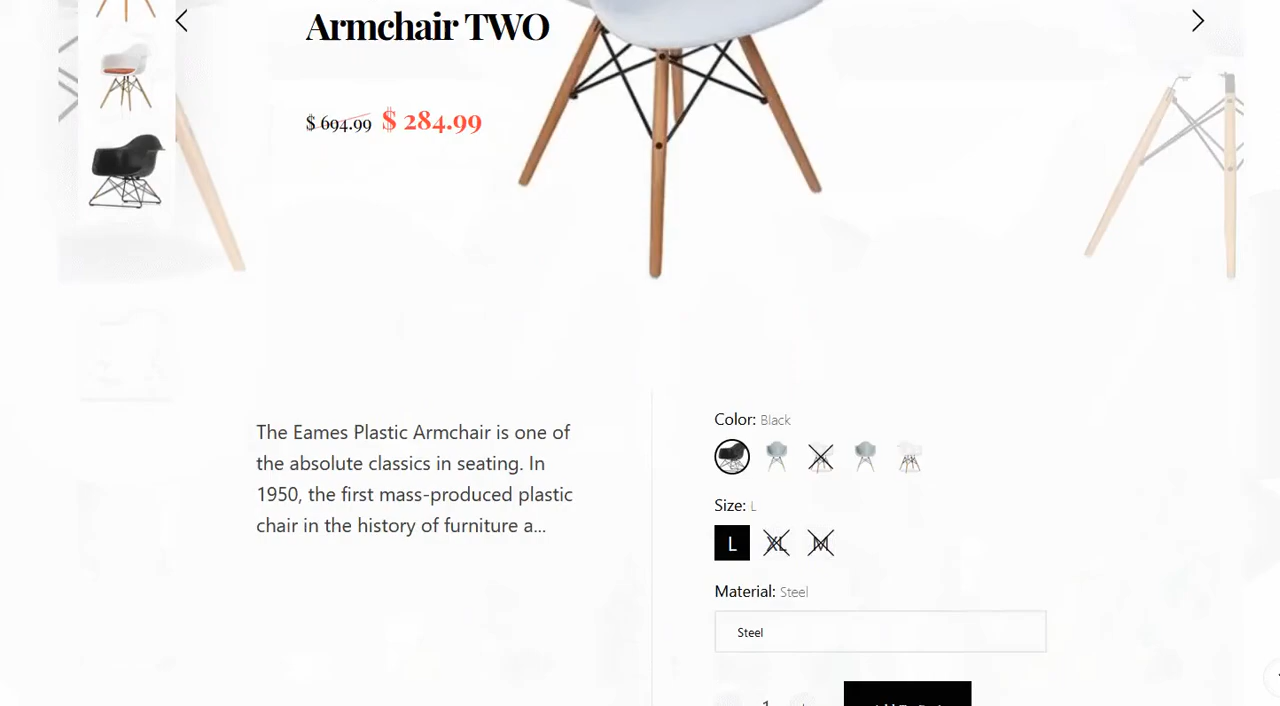 Armchair TWO
$ 694.99 $ 284.99
The Eames Plastic Armchair is one of
the absolute classics in seating. In
1950, the first mass-produced plastic
chair in the history of furniture a...
Color: Black
Size: L
L XL M
Material: Steel
Steel
1